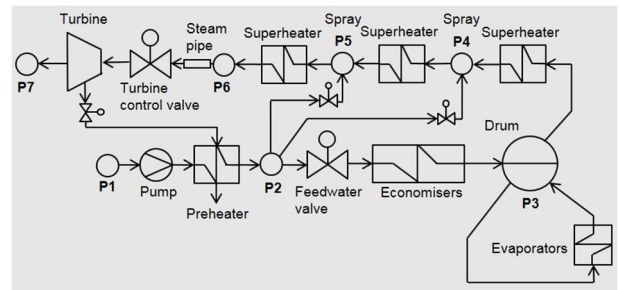 Turbine
Steam
pipe
Superheater
Spray
P5
Superheater
Spray
P4
Superheater
P7
Turbine
control valve
P6
Drum
P1
Pump
Preheater
P2
Feedwater
valve
Economisers
P3
Evaporators